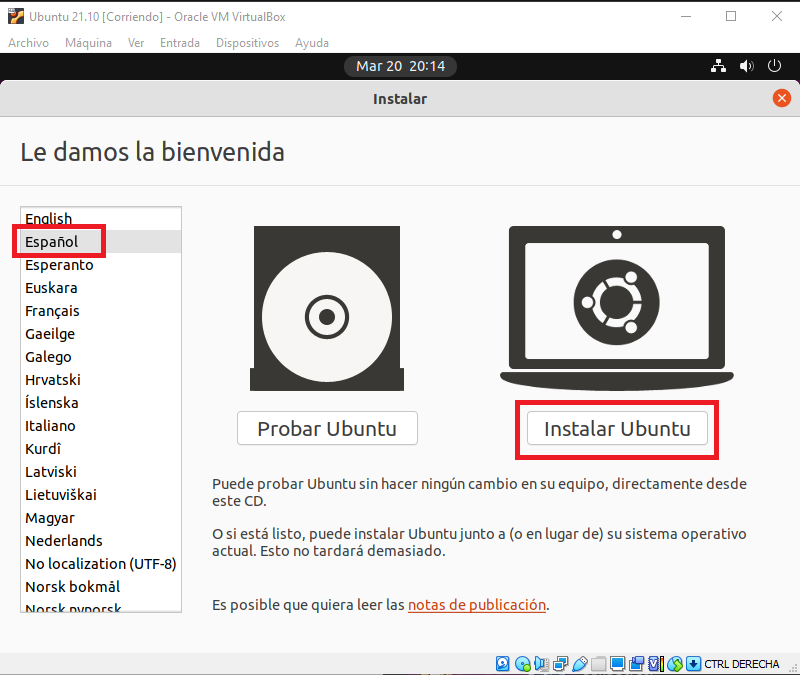 Ubuntu 21.10 [Corriendo] - Oracle VM VirtualBox
Archivo Máquina Ver Entrada Dispositivos Ayuda
Mar 20 20:14
Instalar
Le damos la bienvenida
English
Español
Esperanto
Euskara
Français
Gaeilge
Galego
Hrvatski
Íslenska
Italiano
Kurdî
Latviski
Lietuviškai
Magyar
Nederlands
No localization (UTF-8)
Norsk bokmål
Norsk nynorsk
Probar Ubuntu
Instalar Ubuntu
Puede probar Ubuntu sin hacer ningún cambio en su equipo, directamente desde
este CD.
O si está listo, puede instalar Ubuntu junto a (o en lugar de) su sistema operativo
actual. Esto no tardará demasiado.
Es posible que quiera leer las notas de publicación.
CTRL DERECHA